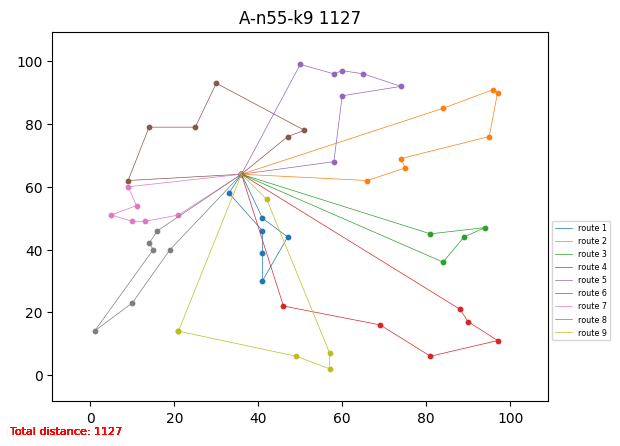 A-n55-k9 1127
100
80
60
40
20
0
0 20 40 60 80 100
route 1
route 2
route 3
route 4
route 5
route 6
route 7
route 8
route 9
Total distance: 1127